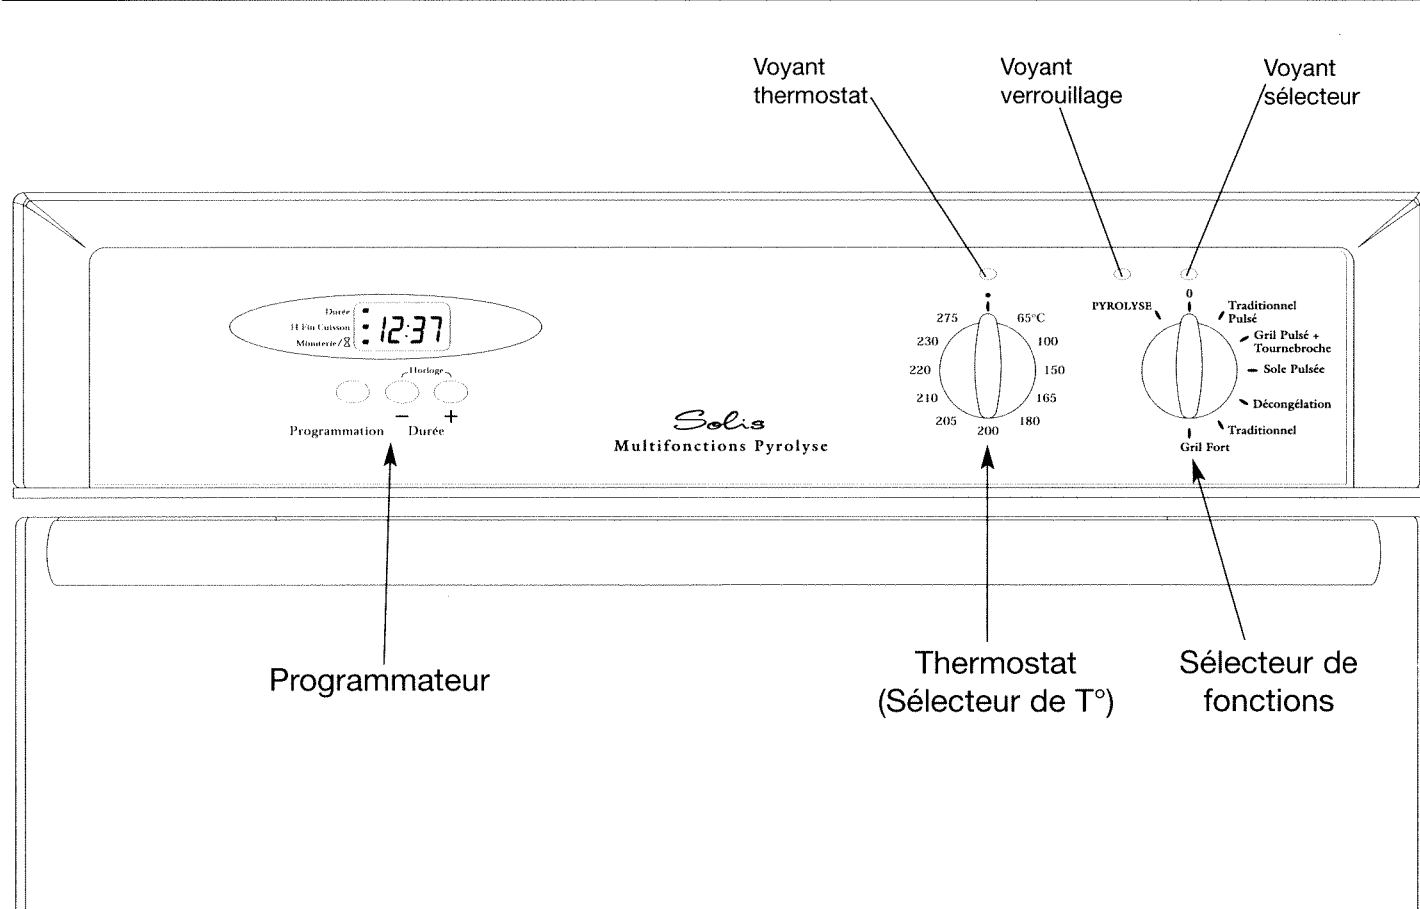 Voyant
thermostat
Voyant
verrouillage
Voyant
sélecteur
Durée
H Fin Cuisson
Minuterie/
12:37
Horloge
− +
Programmation Durée
Solis
Multifonctions Pyrolyse
275
230
220
210
205
200
180
165
150
100
65°C
PYROLYSE
0
Traditionnel
Pulsé
Gril Pulsé +
Tournebroche
Sole Pulsée
Décongélation
Traditionnel
Gril Fort
Programmateur
Thermostat
(Sélecteur de T°)
Sélecteur de
fonctions